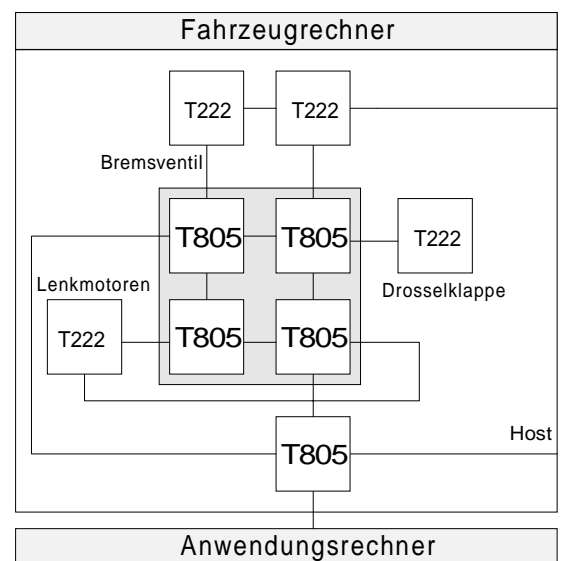 Fahrzeugrechner
T222 T222
Bremsventil
T805 T805 T222
Lenkmotoren Drosselklappe
T222 T805 T805
Host
T805
Anwendungsrechner